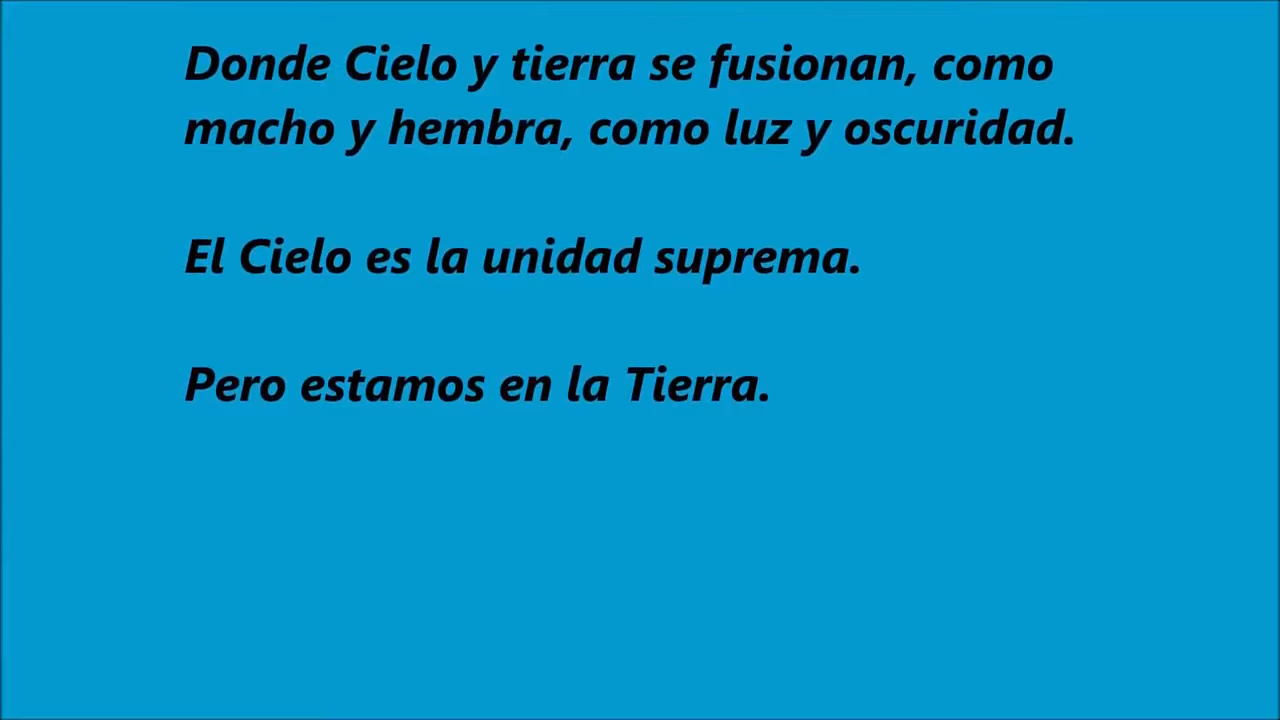 Donde Cielo y tierra se fusionan, como
macho y hembra, como luz y oscuridad.
El Cielo es la unidad suprema.
Pero estamos en la Tierra.